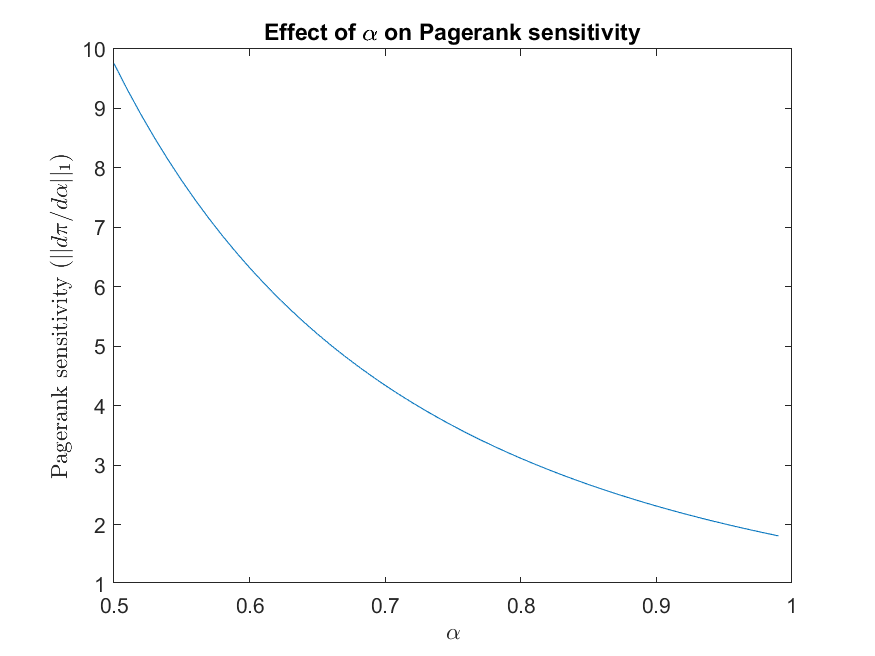 Effect of α on Pagerank sensitivity
10
9
8
7
6
5
4
3
2
1
Pagerank sensitivity (||dπ/dα||₁)
0.5 0.6 0.7 0.8 0.9 1
α